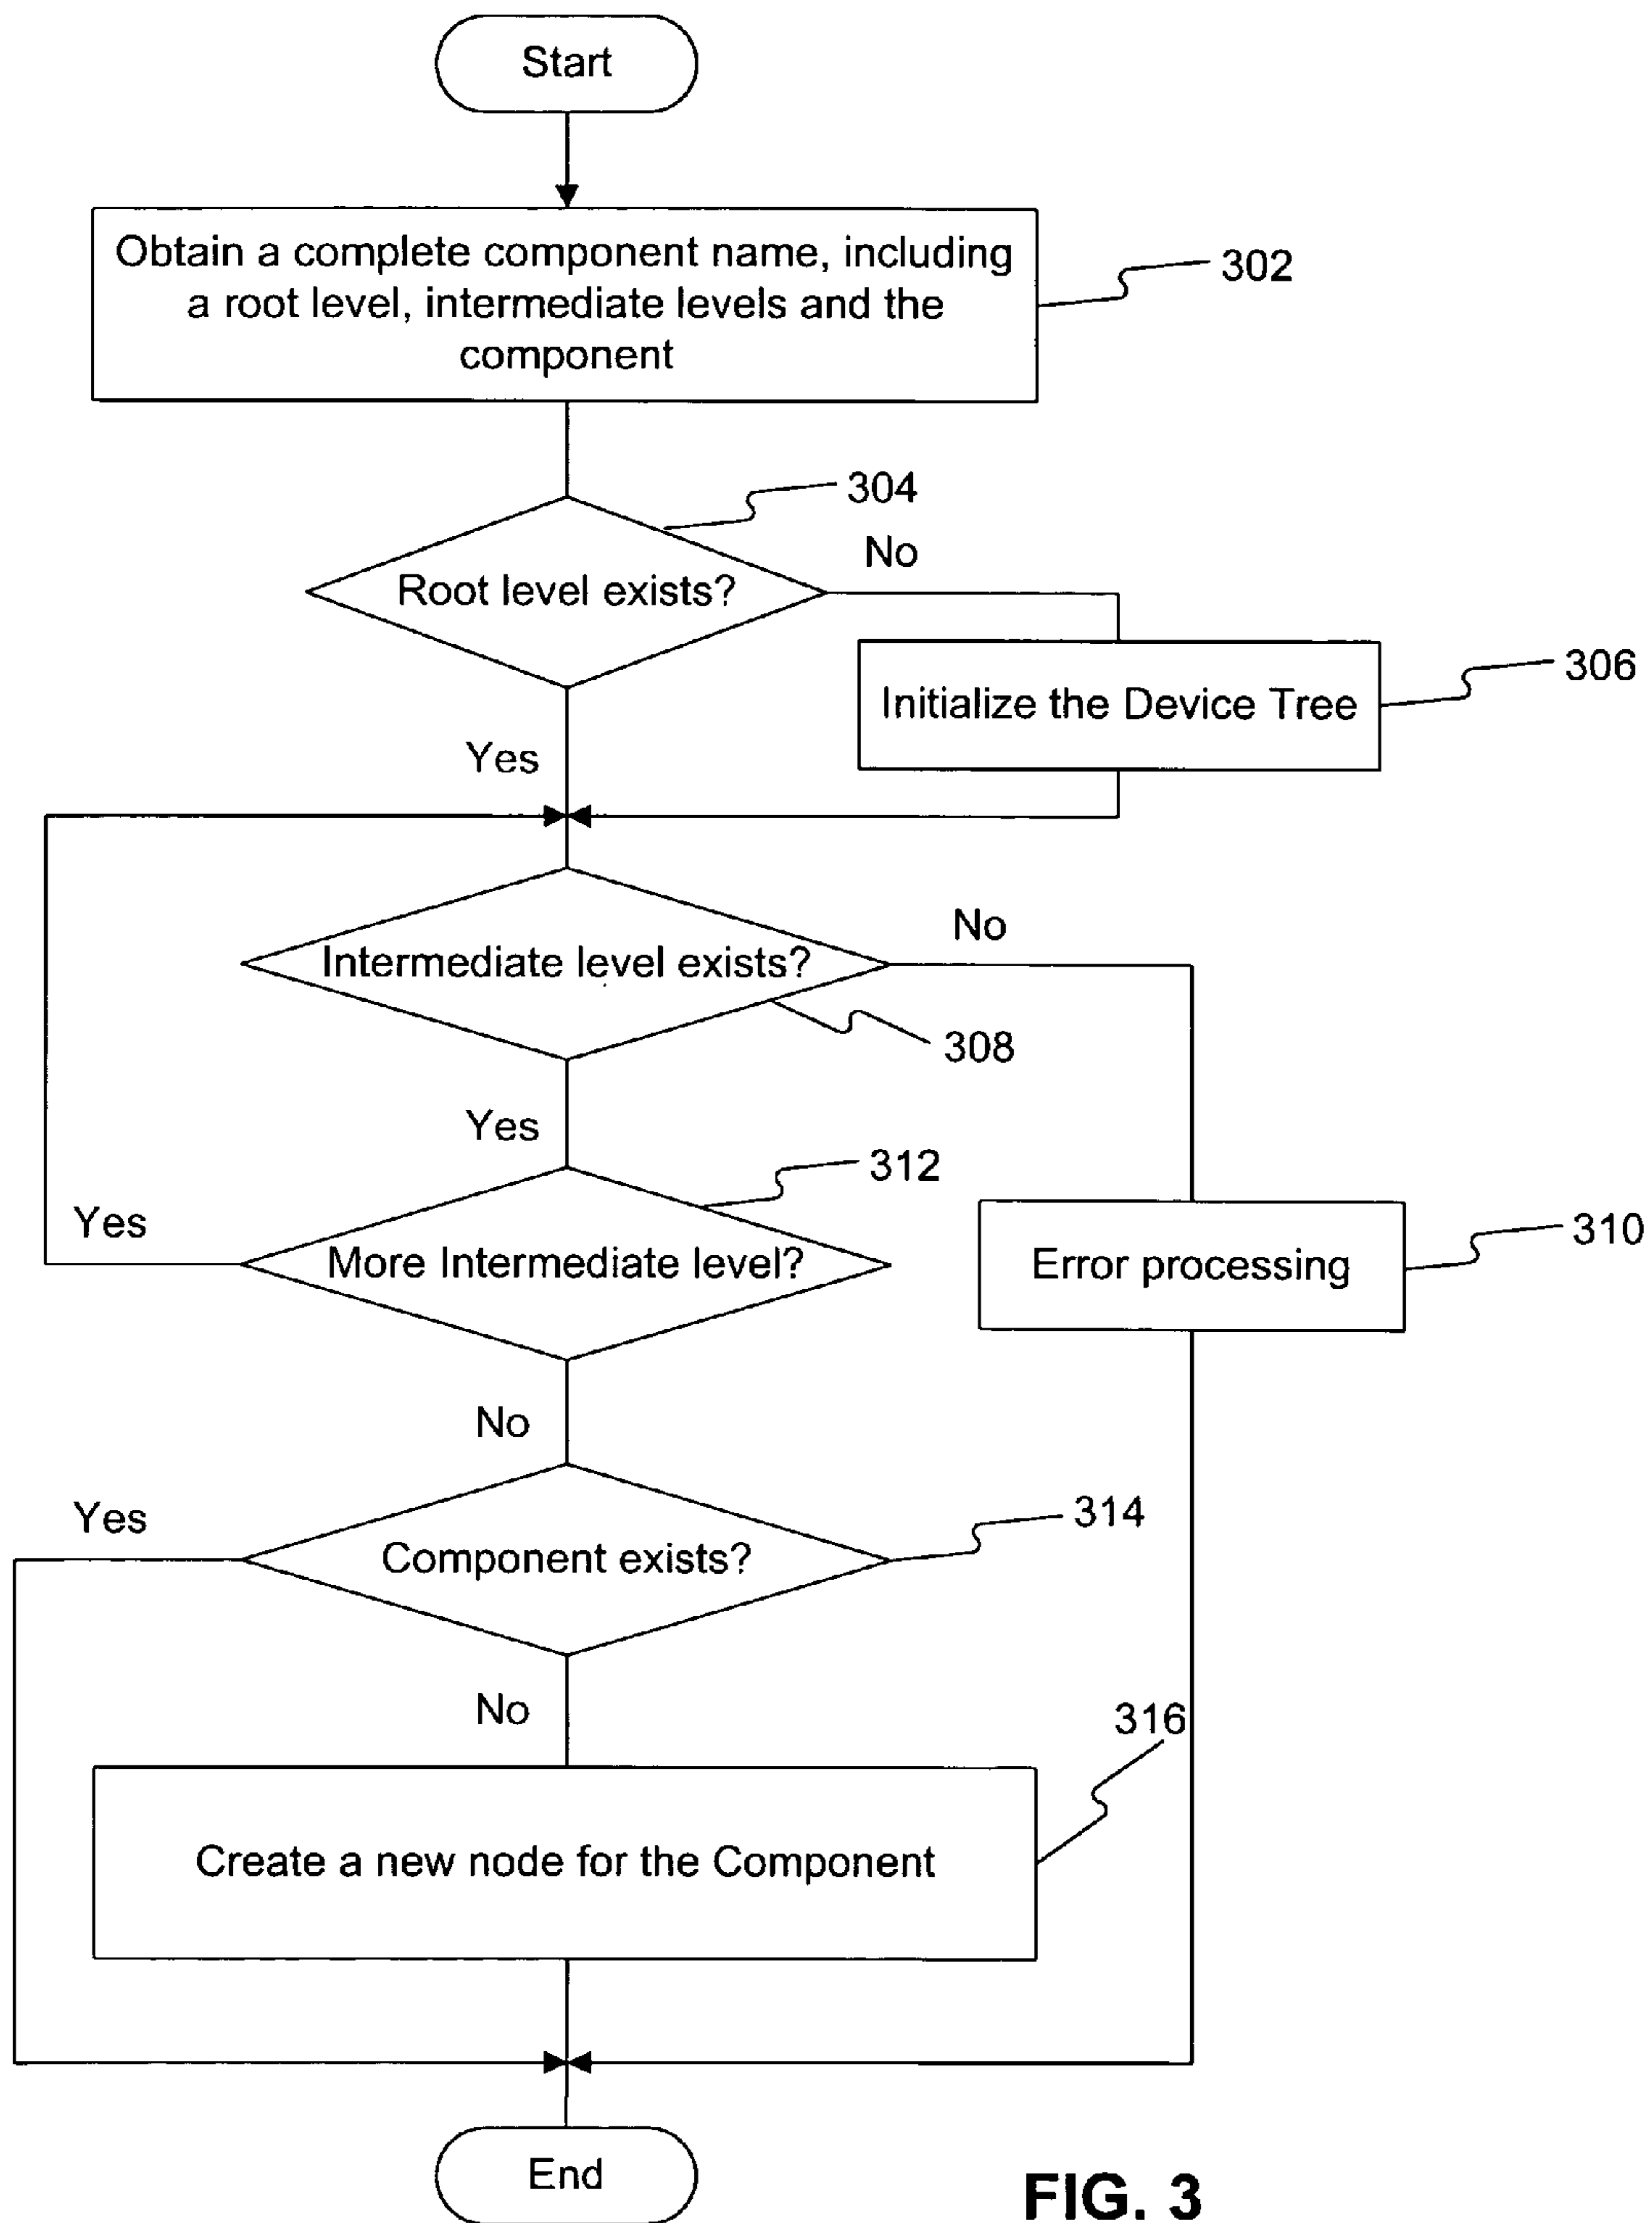 Start
Obtain a complete component name, including
a root level, intermediate levels and the
component
302
304
No
Root level exists?
306
Initialize the Device Tree
Yes
No
Intermediate level exists?
308
Yes
312
Yes
More Intermediate level?
310
Error processing
No
Yes
314
Component exists?
No
316
Create a new node for the Component
End
FIG. 3